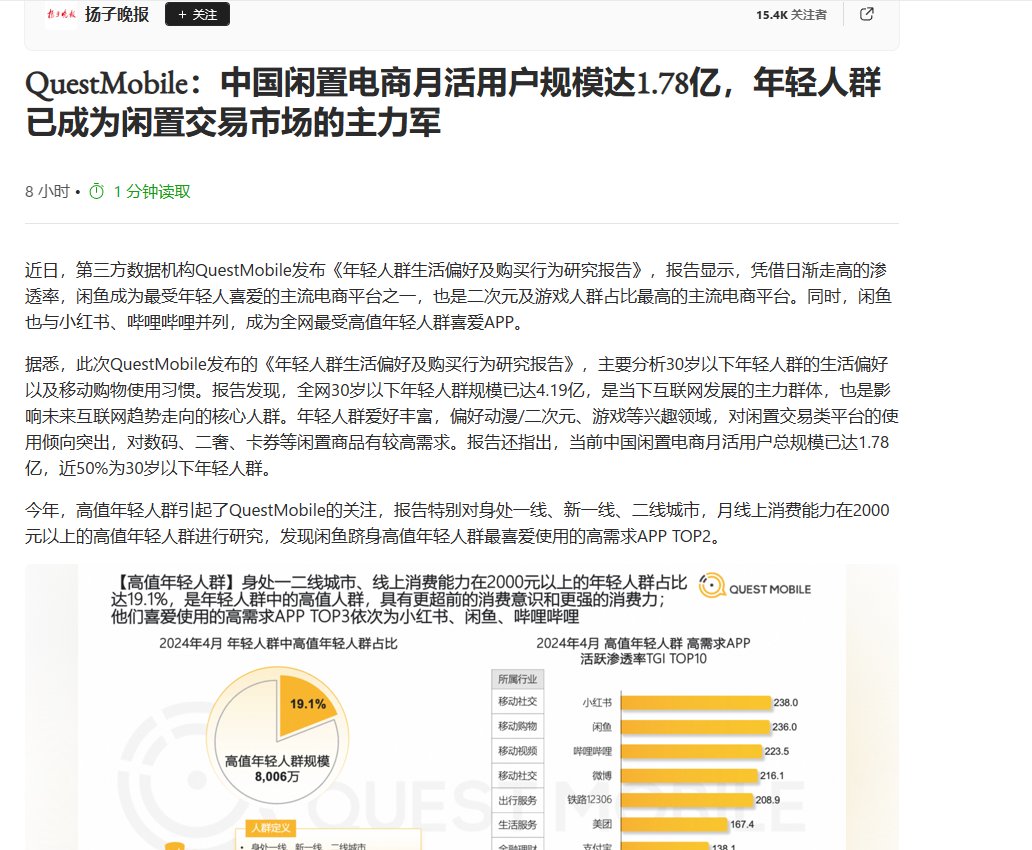 扬子晚报
扬子晚报
+ 关注
15.4K 关注者
QuestMobile：中国闲置电商月活用户规模达1.78亿，年轻人群
已成为闲置交易市场的主力军
8 小时 •
1 分钟读取
近日，第三方数据机构QuestMobile发布《年轻人群生活偏好及购买行为研究报告》，报告显示，凭借日渐走高的渗
透率，闲鱼成为最受年轻人喜爱的主流电商平台之一，也是二次元及游戏人群占比最高的主流电商平台。同时，闲鱼
也与小红书、哔哩哔哩并列，成为全网最受高值年轻人群喜爱APP。
据悉，此次QuestMobile发布的《年轻人群生活偏好及购买行为研究报告》，主要分析30岁以下年轻人群的生活偏好
以及移动购物使用习惯。报告发现，全网30岁以下年轻人群规模已达4.19亿，是当下互联网发展的主力群体，也是影
响未来互联网趋势走向的核心人群。年轻人群爱好丰富，偏好动漫/二次元、游戏等兴趣领域，对闲置交易类平台的使
用倾向突出，对数码、二奢、卡券等闲置商品有较高需求。报告还指出，当前中国闲置电商月活用户总规模已达1.78
亿，近50%为30岁以下年轻人群。
今年，高值年轻人群引起了QuestMobile的关注，报告特别对身处一线、新一线、二线城市，月线上消费能力在2000
元以上的高值年轻人群进行研究，发现闲鱼跻身高值年轻人群最喜爱使用的高需求APP TOP2。
【高值年轻人群】身处一二线城市、线上消费能力在2000元以上的年轻人群占比
达19.1%，是年轻人群中的高值人群，具有更超前的消费意识和更强的消费力；
他们喜爱使用的高需求APP TOP3依次为小红书、闲鱼、哔哩哔哩
QUEST MOBILE
2024年4月 年轻人群中高值年轻人群占比
19.1%
高值年轻人群规模
8,006万
人群定义
• 身处一线、新一线、二线城市
2024年4月 高值年轻人群 高需求APP
活跃渗透率TGI TOP10
所属行业
移动社交 小红书 238.0
移动购物 闲鱼 236.0
移动视频 哔哩哔哩 223.5
移动社交 微博 216.1
出行服务 铁路12306 208.9
生活服务 美团 167.4
金融理财 支付宝 138.1
QUEST MOBILE